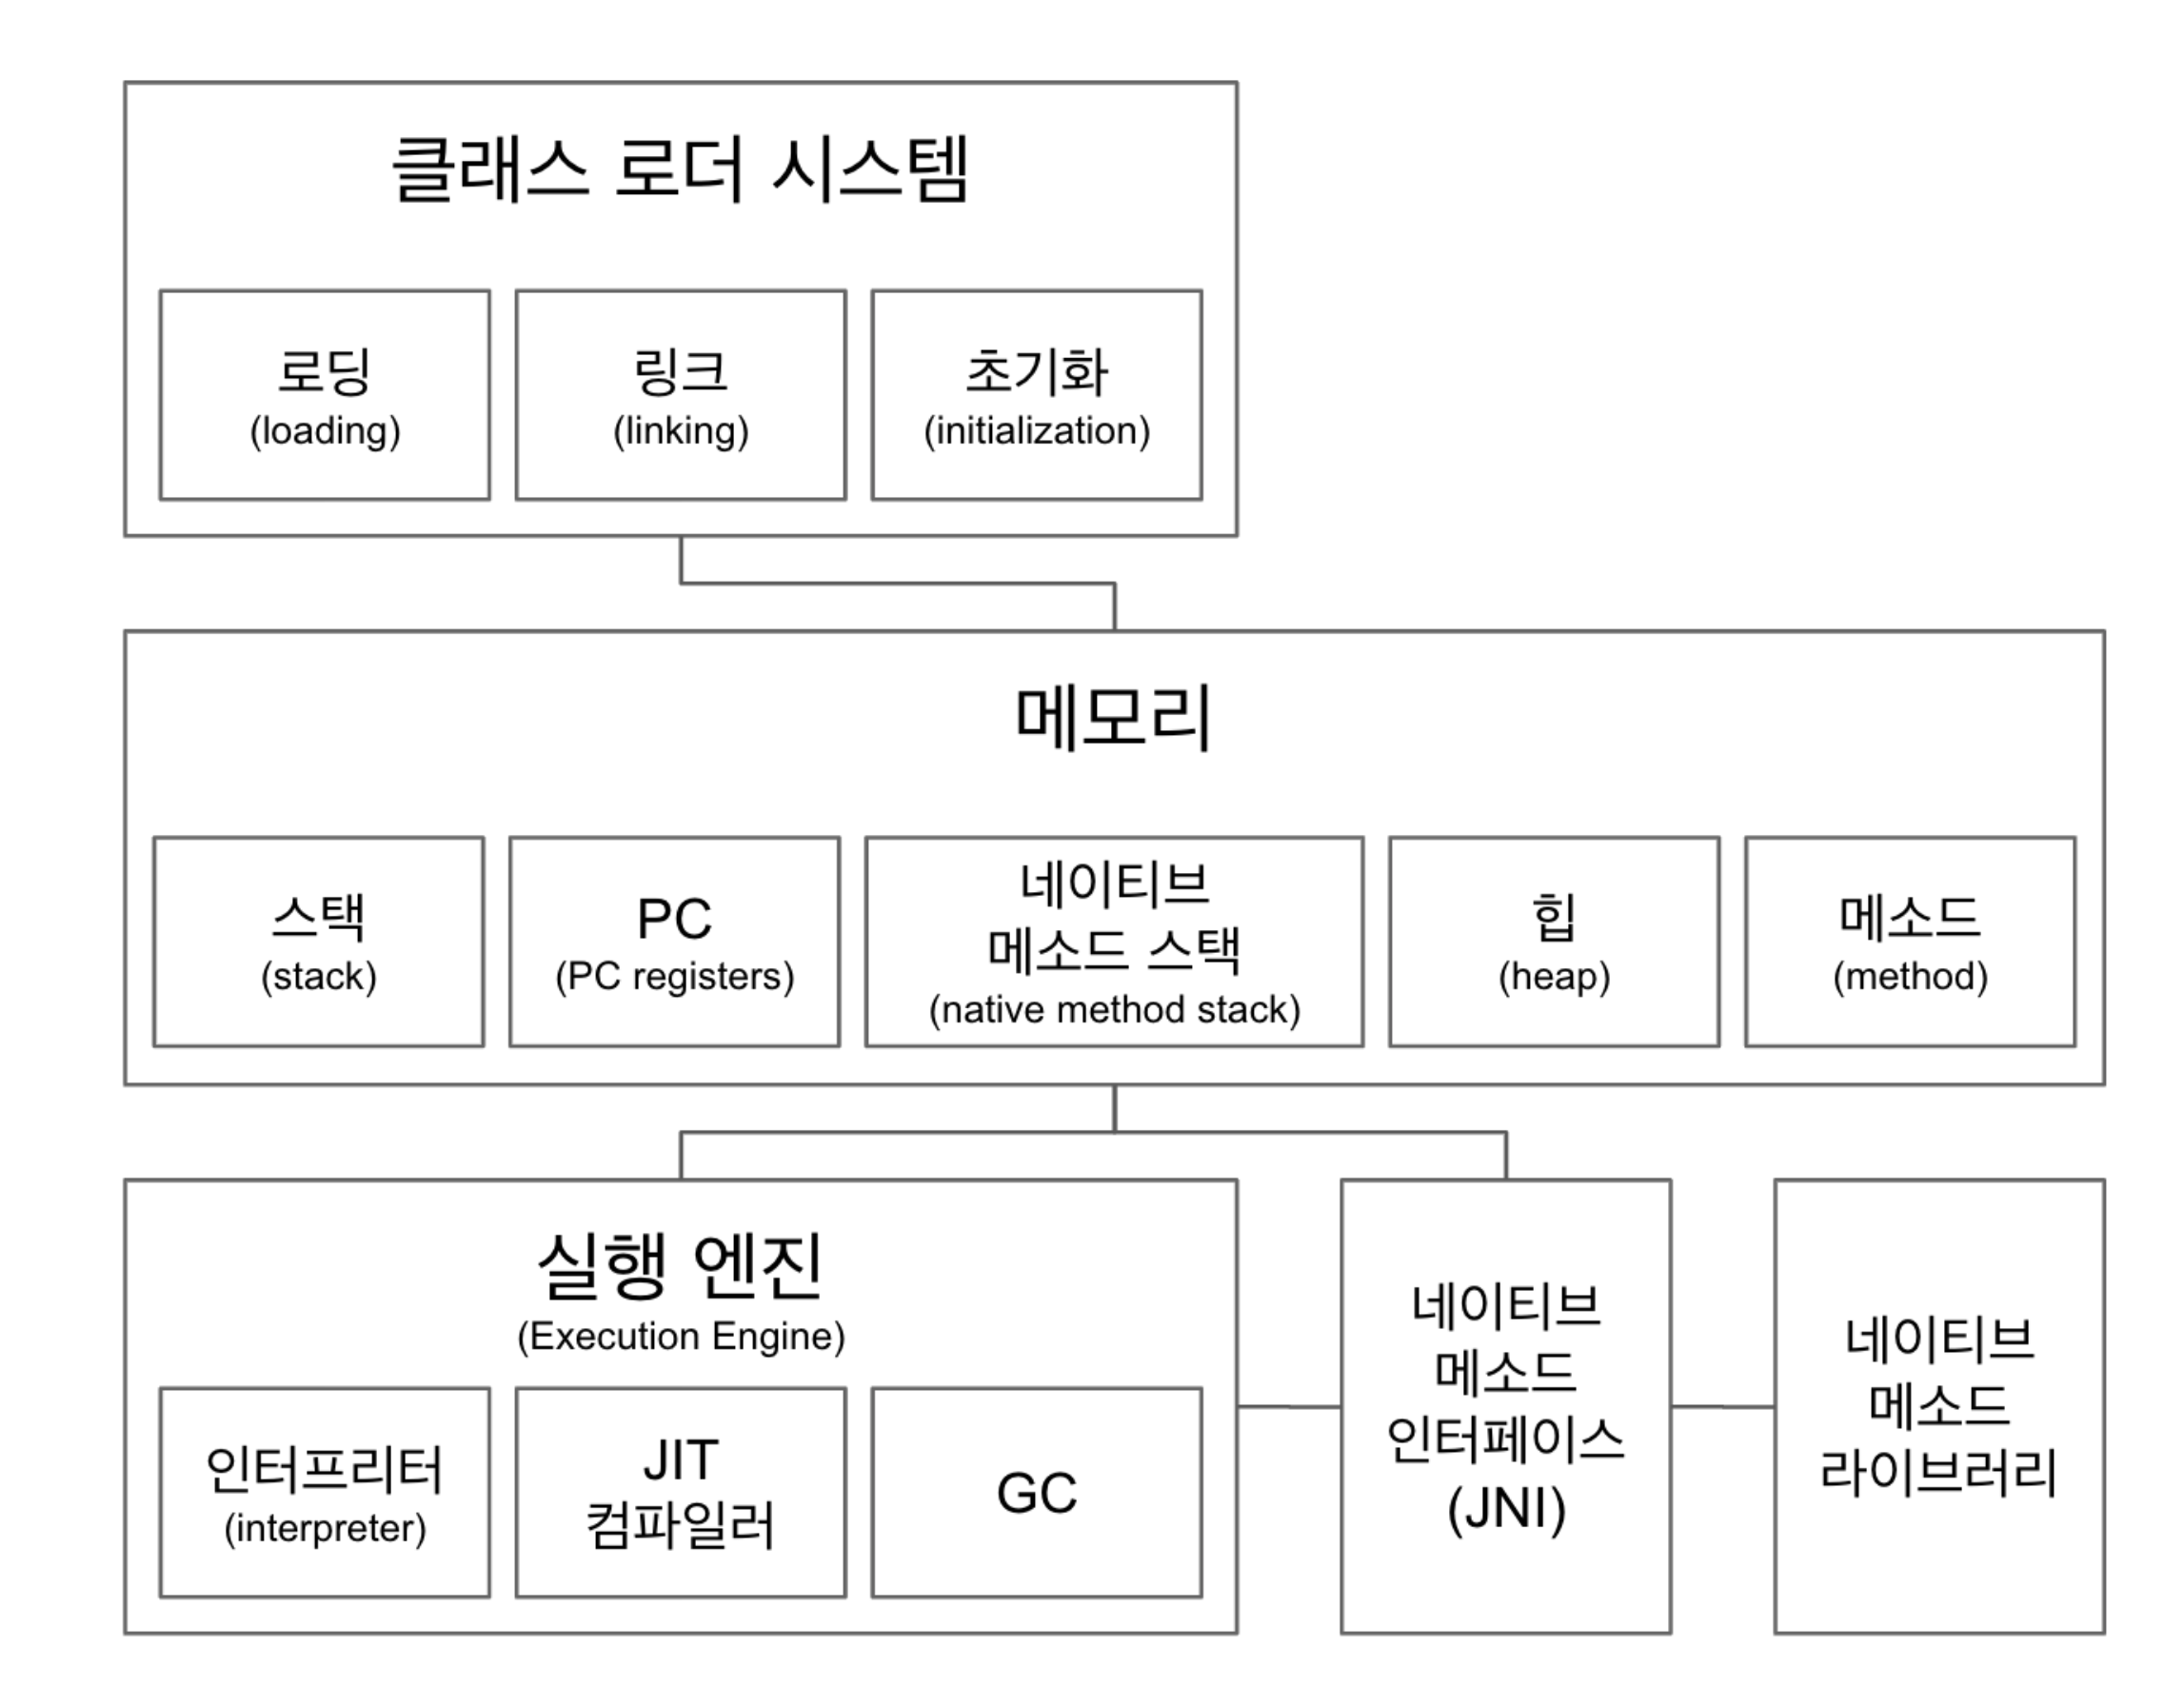 클래스 로더 시스템
로딩
(loading)
링크
(linking)
초기화
(initialization)
메모리
스택
(stack)
PC
(PC registers)
네이티브
메소드 스택
(native method stack)
힙
(heap)
메소드
(method)
실행 엔진
(Execution Engine)
인터프리터
(interpreter)
JIT
컴파일러
GC
네이티브
메소드
인터페이스
(JNI)
네이티브
메소드
라이브러리